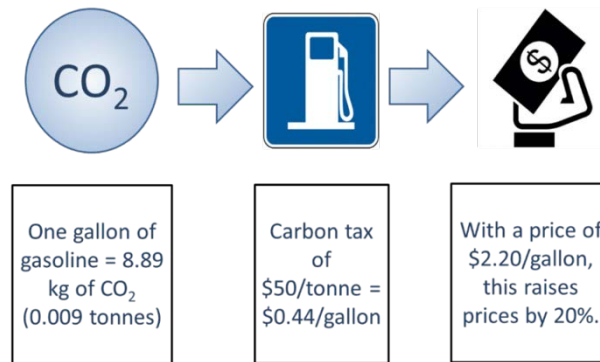 CO₂
$
One gallon of
gasoline = 8.89
kg of CO₂
(0.009 tonnes)
Carbon tax
of
$50/tonne =
$0.44/gallon
With a price of
$2.20/gallon,
this raises
prices by 20%.